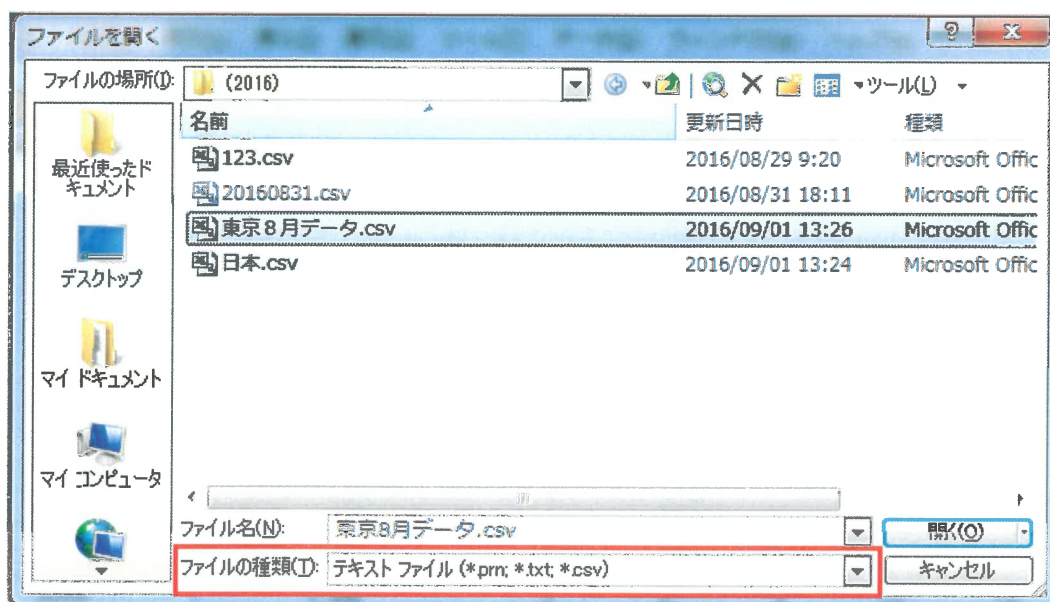 ファイルを開く
ファイルの場所(I):
(2016)
ツール(L)
名前 更新日時 種類
123.csv 2016/08/29 9:20 Microsoft Offic
20160831.csv 2016/08/31 18:11 Microsoft Offic
東京８月データ.csv 2016/09/01 13:26 Microsoft Offic
日本.csv 2016/09/01 13:24 Microsoft Offic
最近使ったド
キュメント
デスクトップ
マイ ドキュメント
マイ コンピュータ
ファイル名(N): 東京8月データ.csv 開く(O)
ファイルの種類(T): テキスト ファイル (*.prn; *.txt; *.csv) キャンセル